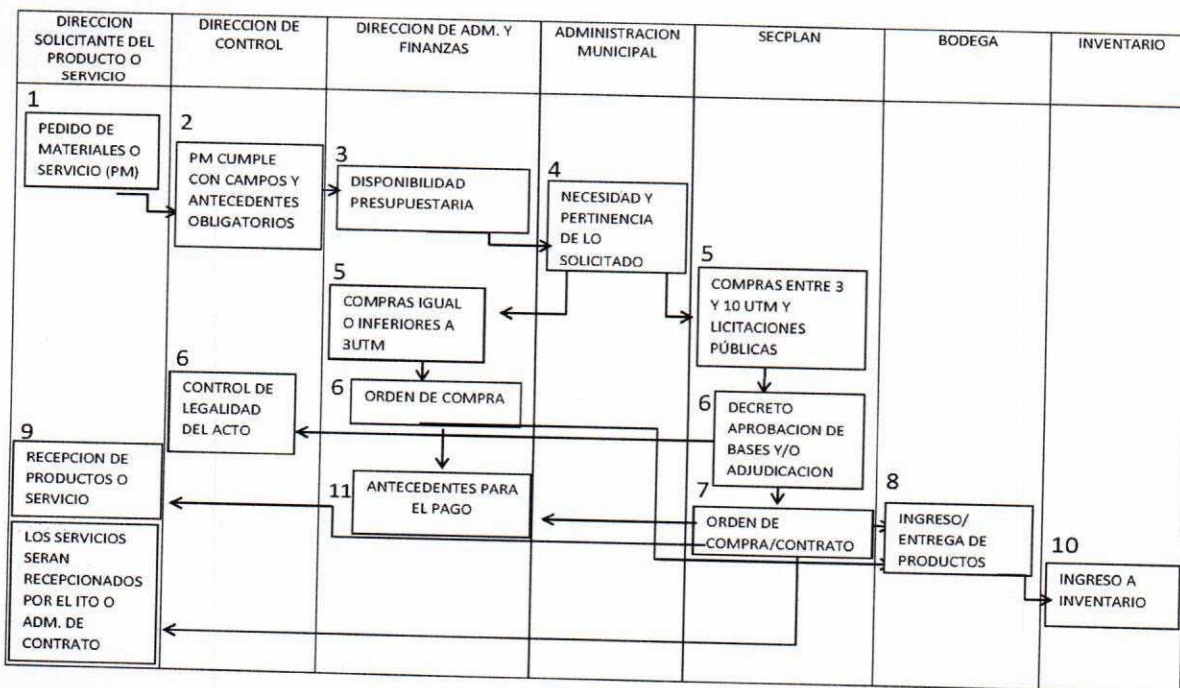 DIRECCION
SOLICITANTE DEL
PRODUCTO O
SERVICIO
DIRECCION DE
CONTROL
DIRECCION DE ADM. Y
FINANZAS
ADMINISTRACION
MUNICIPAL
SECPLAN
BODEGA
INVENTARIO
1
PEDIDO DE
MATERIALES O
SERVICIO (PM)
2
PM CUMPLE
CON CAMPOS Y
ANTECEDENTES
OBLIGATORIOS
3
DISPONIBILIDAD
PRESUPUESTARIA
4
NECESIDAD Y
PERTINENCIA
DE LO
SOLICITADO
5
COMPRAS IGUAL
O INFERIORES A
3UTM
5
COMPRAS ENTRE 3
Y 10 UTM Y
LICITACIONES
PÚBLICAS
6
CONTROL DE
LEGALIDAD
DEL ACTO
6
ORDEN DE COMPRA
6
DECRETO
APROBACION DE
BASES Y/O
ADJUDICACION
9
RECEPCION DE
PRODUCTOS O
SERVICIO
11
ANTECEDENTES PARA
EL PAGO
7
ORDEN DE
COMPRA/CONTRATO
8
INGRESO/
ENTREGA DE
PRODUCTOS
10
INGRESO A
INVENTARIO
LOS SERVICIOS
SERAN
RECEPCIONADOS
POR EL ITO O
ADM. DE
CONTRATO